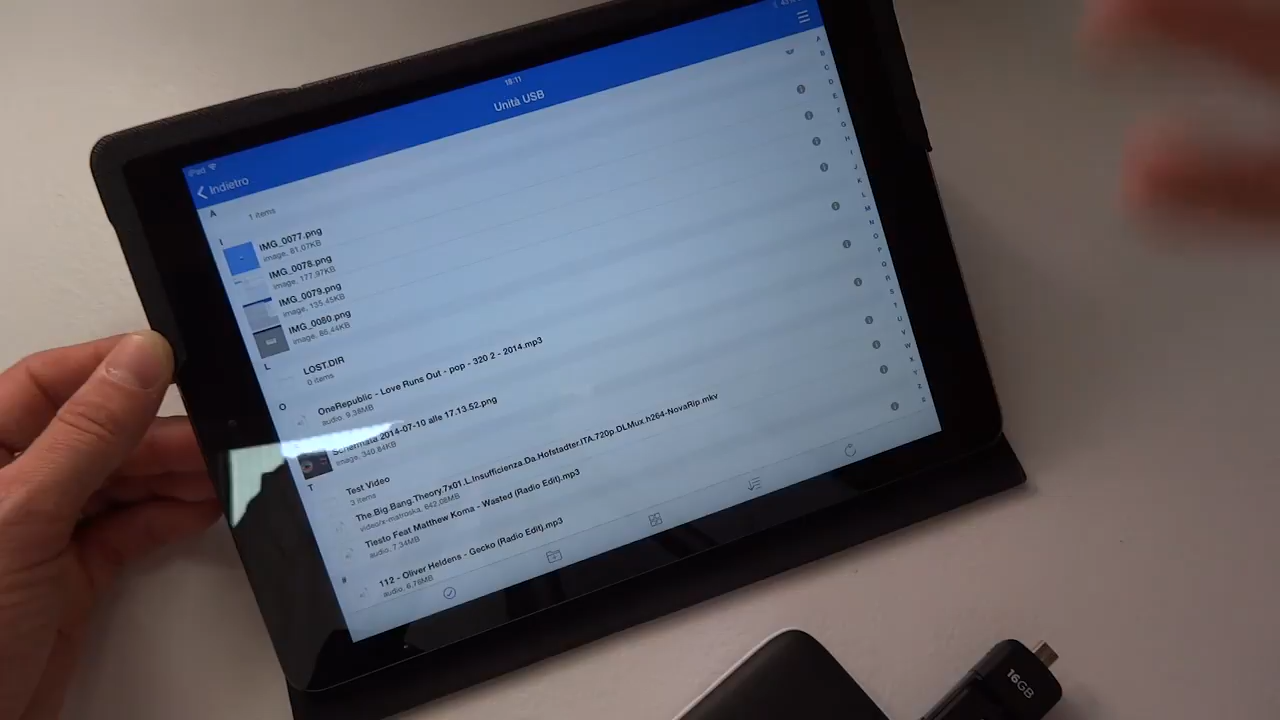 iPad
18:11
Unità USB
Indietro
A
1 items
I
IMG_0077.png
image, 81,07KB
IMG_0078.png
image, 177,97KB
IMG_0079.png
image, 135,45KB
IMG_0080.png
image, 86,44KB
L
LOST.DIR
0 items
O
OneRepublic - Love Runs Out - pop - 320 2 - 2014.mp3
audio, 9,38MB
Schermata 2014-07-10 alle 17.13.52.png
image, 340,84KB
T
Test Video
3 items
The.Big.Bang.Theory.7x01.L.Insufficienza.Da.Hofstadter.ITA.720p.DLMux.h264-NovaRip.mkv
video/x-matroska, 642,08MB
Tiesto Feat Matthew Koma - Wasted (Radio Edit).mp3
audio, 7,34MB
#
112 - Oliver Heldens - Gecko (Radio Edit).mp3
audio, 6,78MB
A
B
C
D
E
F
G
H
I
J
K
L
M
N
O
P
Q
R
S
T
U
V
W
X
Y
Z
16GB